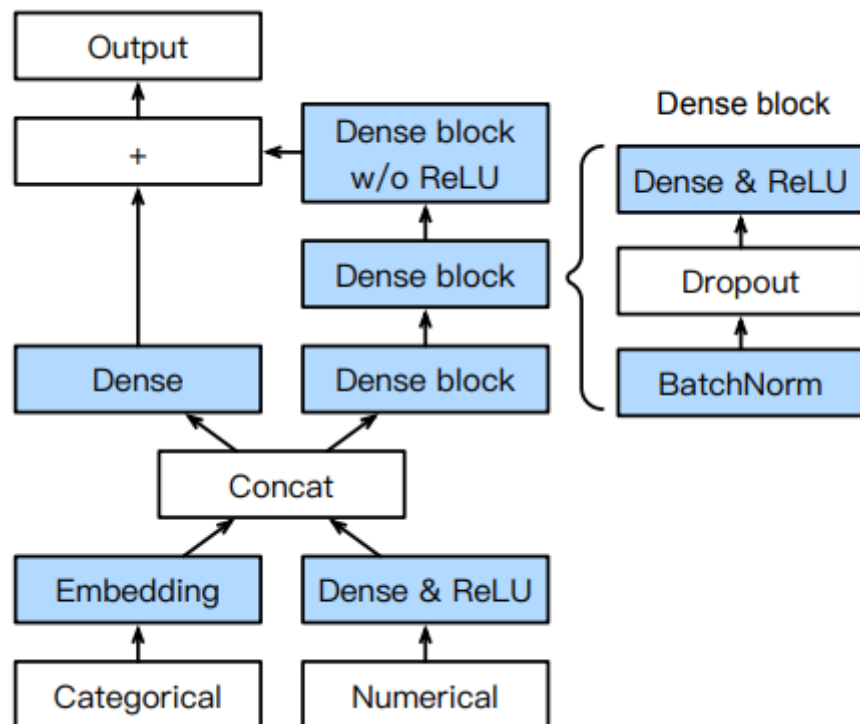 Output
+
Dense block
w/o ReLU
Dense block
Dense
Dense block
Concat
Embedding
Dense & ReLU
Categorical
Numerical
Dense block
Dense & ReLU
Dropout
BatchNorm